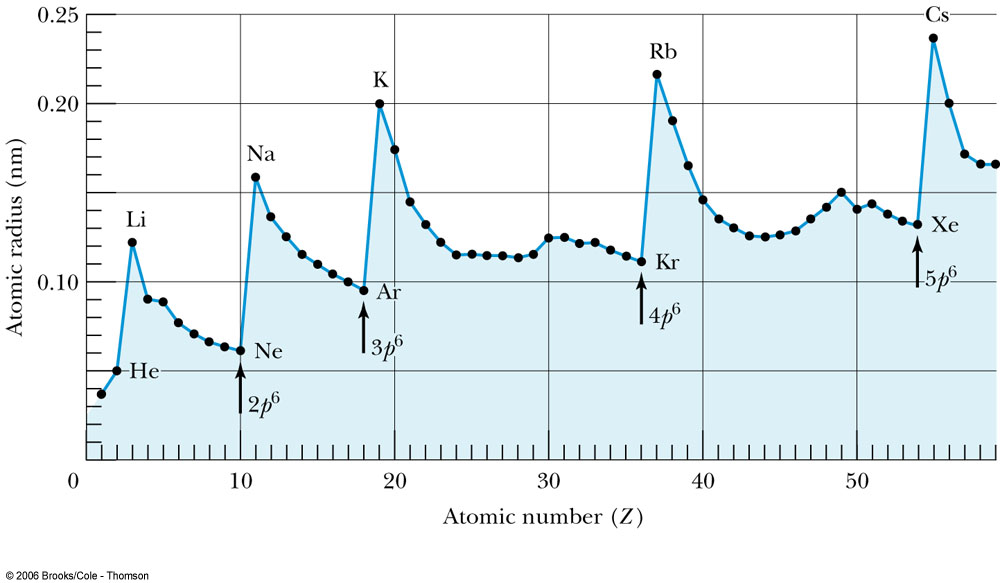 0.25
Cs
Rb
K
0.20
Na
Li
Atomic radius (nm)
Xe
Kr
0.10
Ar
5p⁶
4p⁶
3p⁶
Ne
He
2p⁶
0 10 20 30 40 50
Atomic number (Z)
© 2006 Brooks/Cole - Thomson